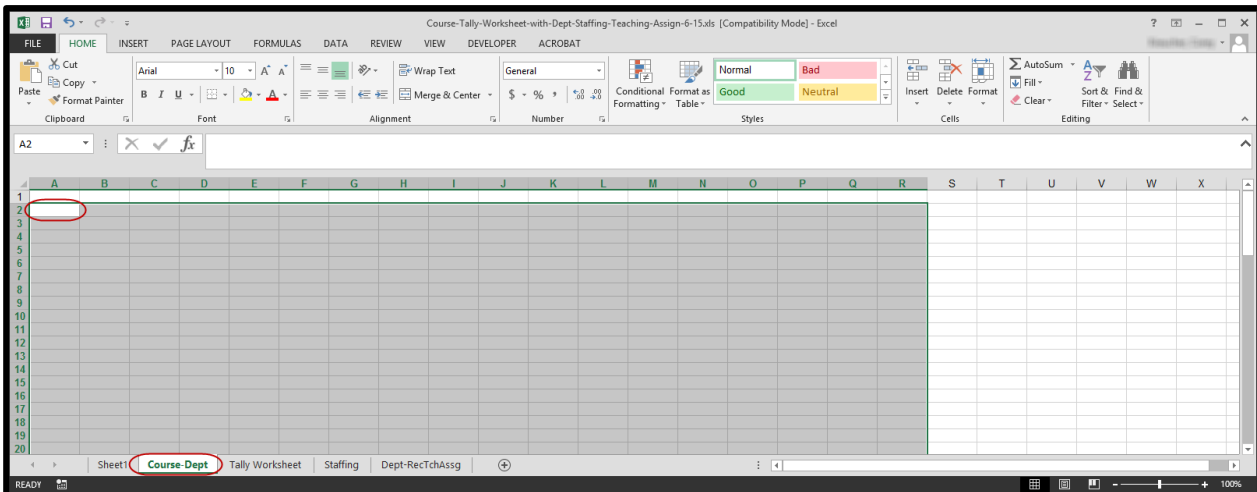 Course-Tally-Worksheet-with-Dept-Staffing-Teaching-Assign-6-15.xls [Compatibility Mode] - Excel
FILE HOME INSERT PAGE LAYOUT FORMULAS DATA REVIEW VIEW DEVELOPER ACROBAT
Paste
Cut
Copy
Format Painter
Clipboard
Arial 10
B I U
Font
Wrap Text
Merge & Center
Alignment
General
$ % ,
Number
Conditional Formatting
Format as Table
Normal Bad
Good Neutral
Styles
Insert Delete Format
Cells
AutoSum
Fill
Clear
Sort & Filter
Find & Select
Editing
A2 fx
A B C D E F G H I J K L M N O P Q R S T U V W X
1
2
3
4
5
6
7
8
9
10
11
12
13
14
15
16
17
18
19
20
Sheet1 Course-Dept Tally Worksheet Staffing Dept-RecTchAssg
READY 100%